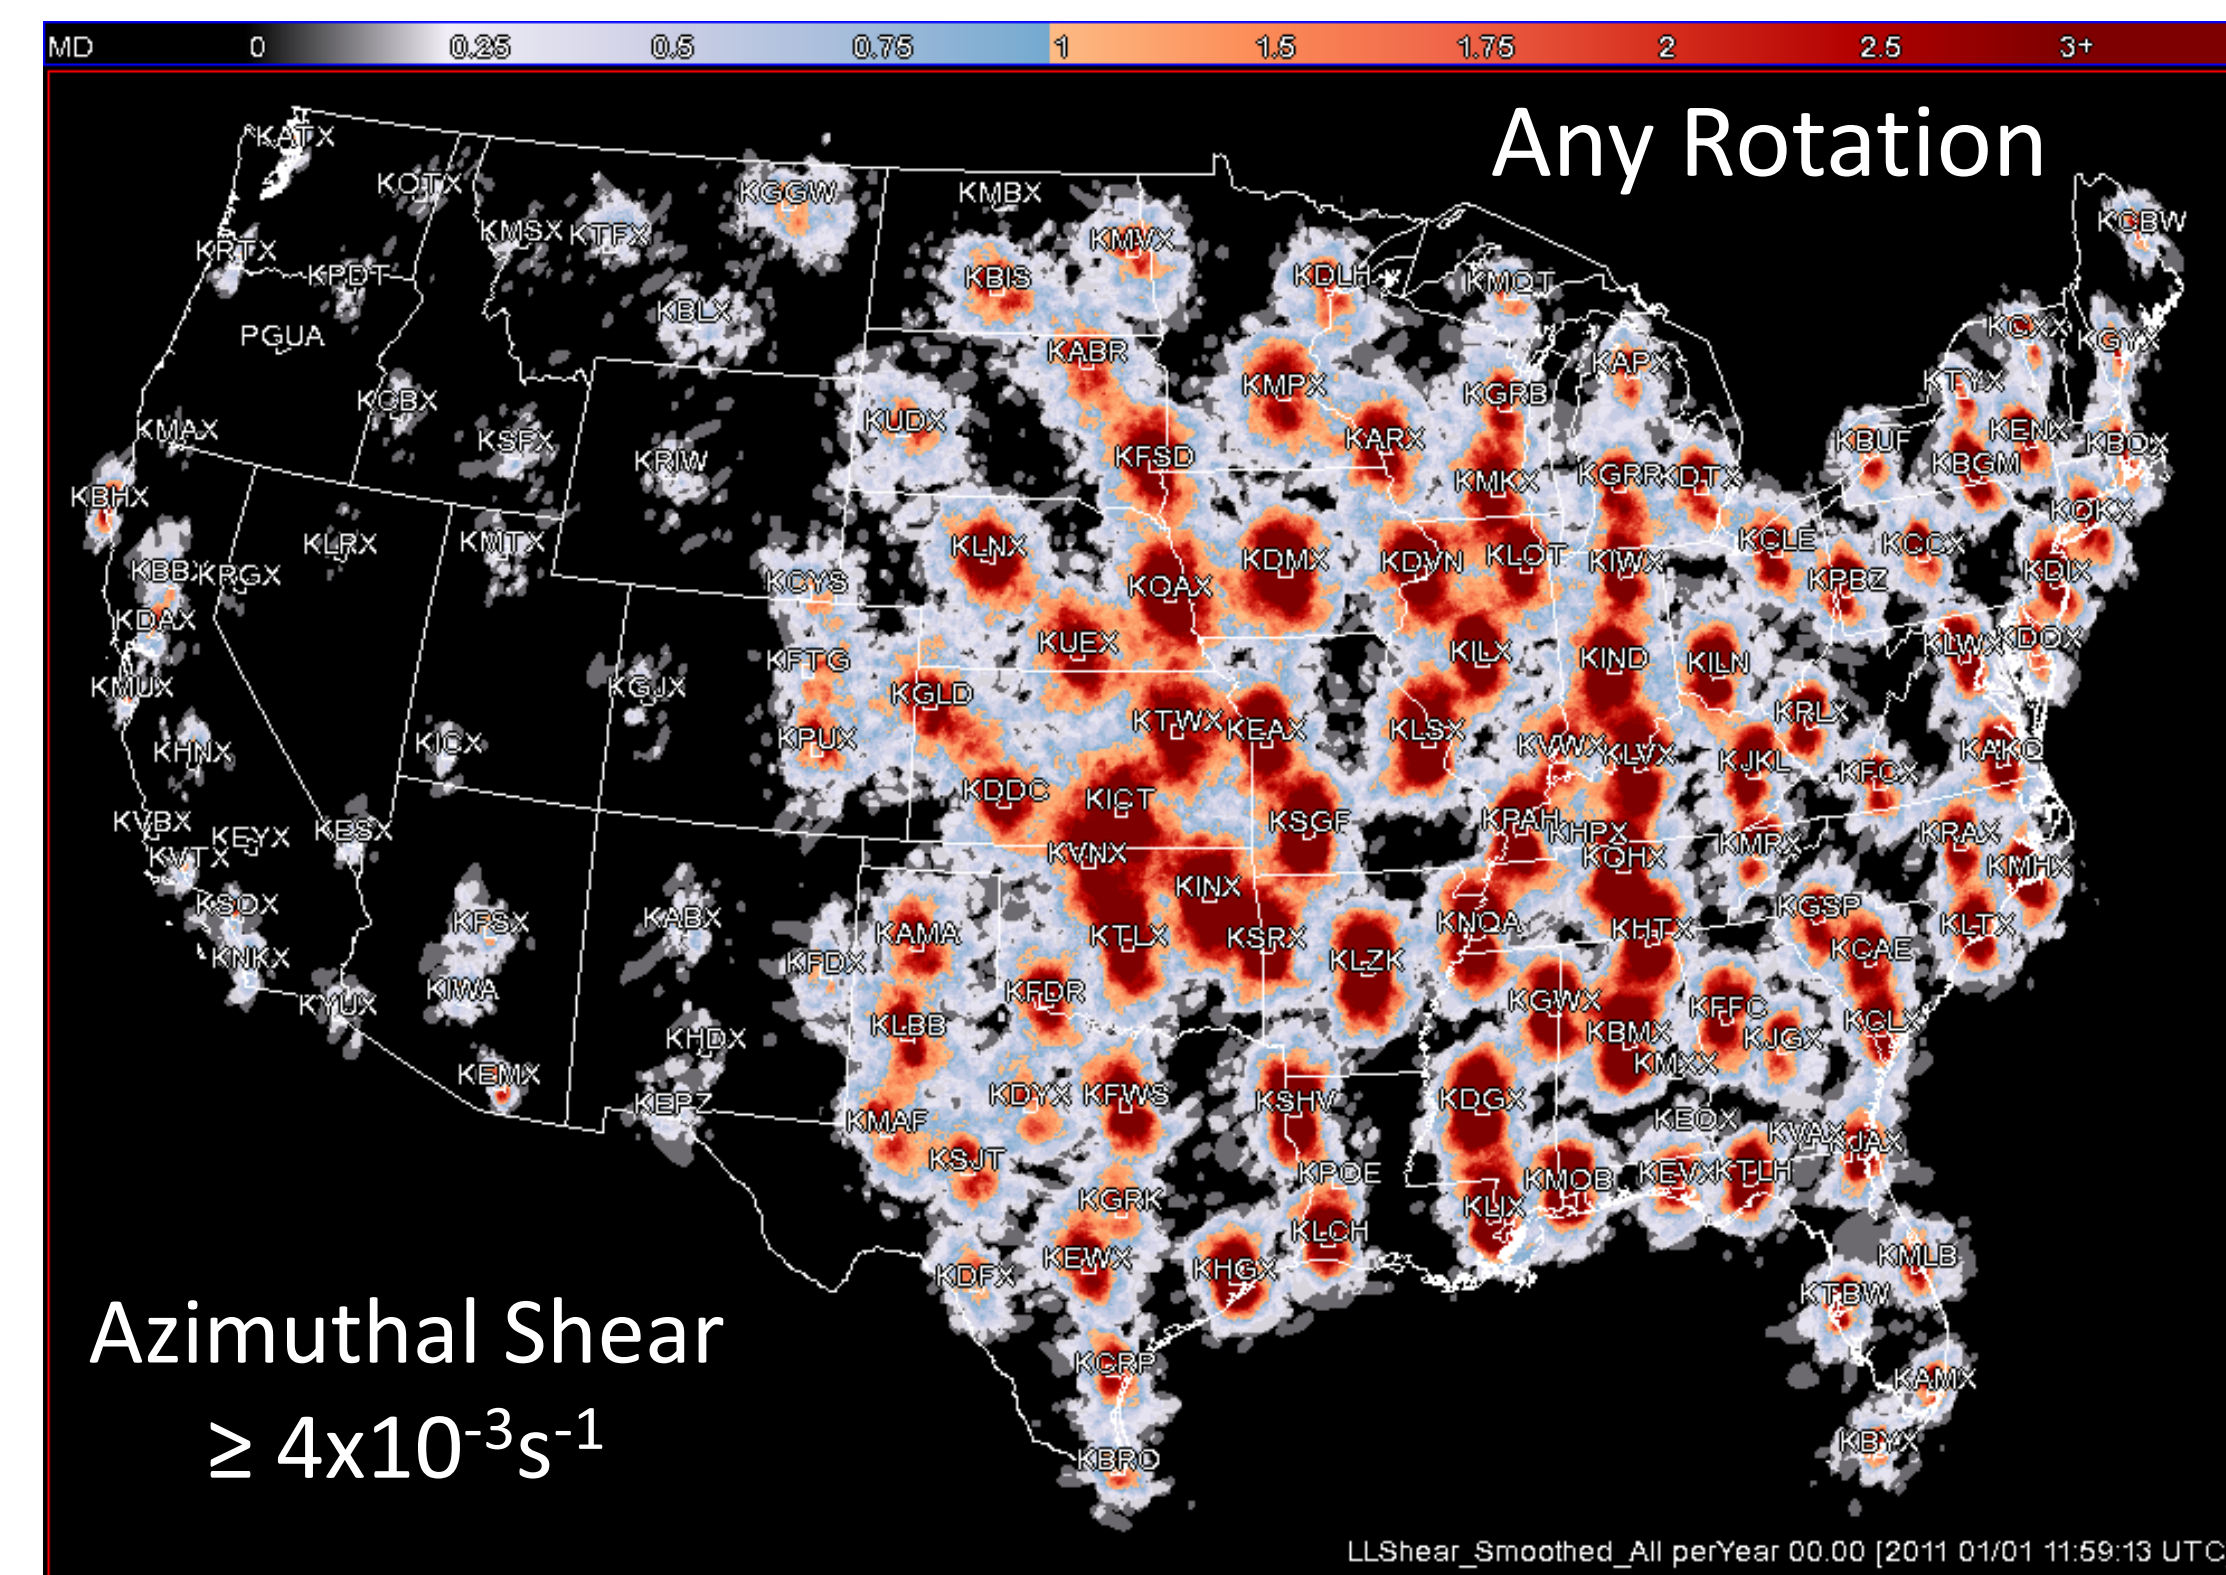 MD 0 0.25 0.5 0.75 1 1.5 1.75 2 2.5 3+
Any Rotation
KATX
KOTX
KGGW
KMBX
KCBW
KRTX
KMSX KTFX
KMVX
KPDT
KBIS
KDLH
KMQT
KBLX
PGUA
KCXX
KGYX
KABR
KAPX
KCBX
KMPX
KGRB
KTYX
KMAX
KSFX
KUDX
KARX
KBUF
KENX
KBOX
KRIW
KFSD
KMKX
KGRR KDTX
KBGM
KBHX
KOKX
KLRX
KMTX
KLNX
KDMX
KDVN
KLOT
KIWX
KCLE
KCCX
KBBX KRGX
KCYS
KOAX
KPBZ
KDIX
KDAX
KUEX
KILX
KIND
KILN
KLWX KDOX
KFTG
KMUX
KGJX
KGLD
KHNX
KICX
KPUX
KTWX
KEAX
KLSX
KVWX
KLVX
KRLX
KJKL
KFCX
KAKQ
KDDC
KICT
KVBX
KEYX
KESX
KSGF
KPAH
KHPX
KRAX
KVTX
KVNX
KOHX
KMRX
KMHX
KINX
KSOX
KFSX
KABX
KAMA
KTLX
KSRX
KNQA
KHTX
KGSP
KLTX
KNKX
KFDX
KLZK
KCAE
KYUX
KIWA
KFDR
KGWX
KFFC
KHDX
KLBB
KBMX
KJGX
KCLX
KEMX
KMXX
KEPZ
KDYX
KFWS
KSHV
KDGX
KMAF
KEOX
KVAX
KJAX
KSJT
KPOE
KMOB
KEVX
KTLH
KGRK
KLIX
KLCH
KDFX
KEWX
KHGX
KMLB
KTBW
Azimuthal Shear
KCRP
KAMX
≥ 4x10⁻³s⁻¹
KBRO
KBYX
LLShear_Smoothed_All perYear 00.00 [2011 01/01 11:59:13 UTC